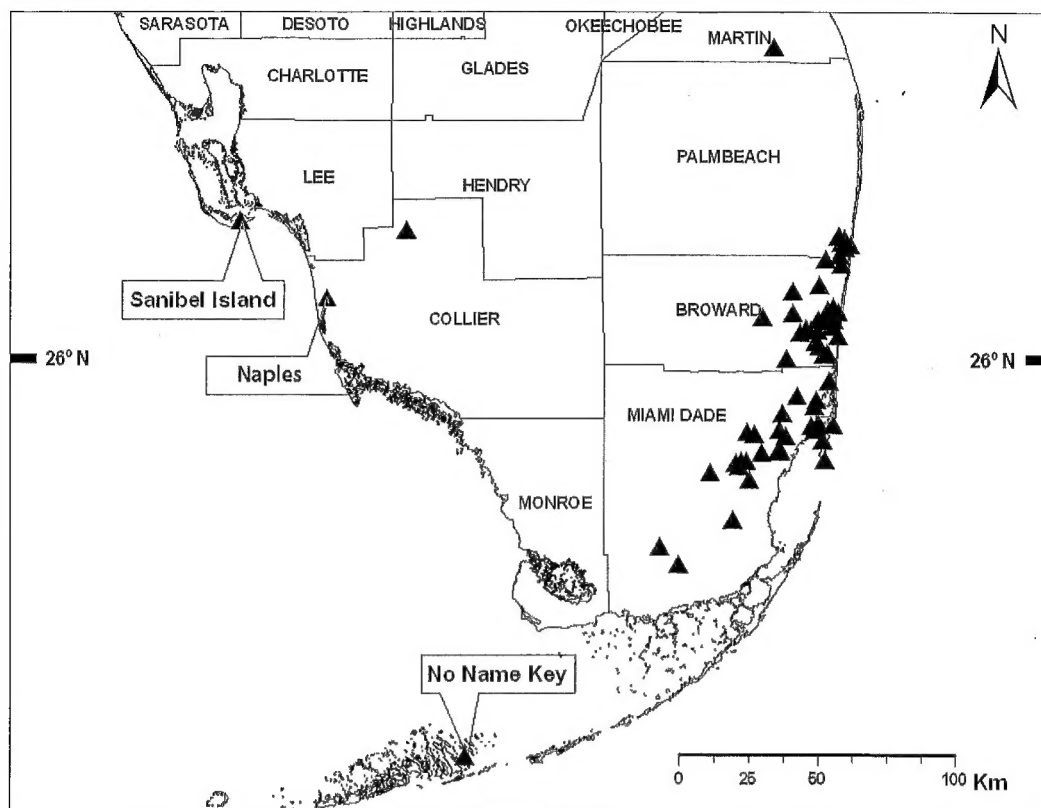 SARASOTA
DESOTO
HIGHLANDS
OKEECHOBEE
MARTIN
N
CHARLOTTE
GLADES
PALMBEACH
LEE
HENDRY
Sanibel Island
COLLIER
BROWARD
26° N
26° N
Naples
MIAMI DADE
MONROE
No Name Key
0 25 50 100 Km